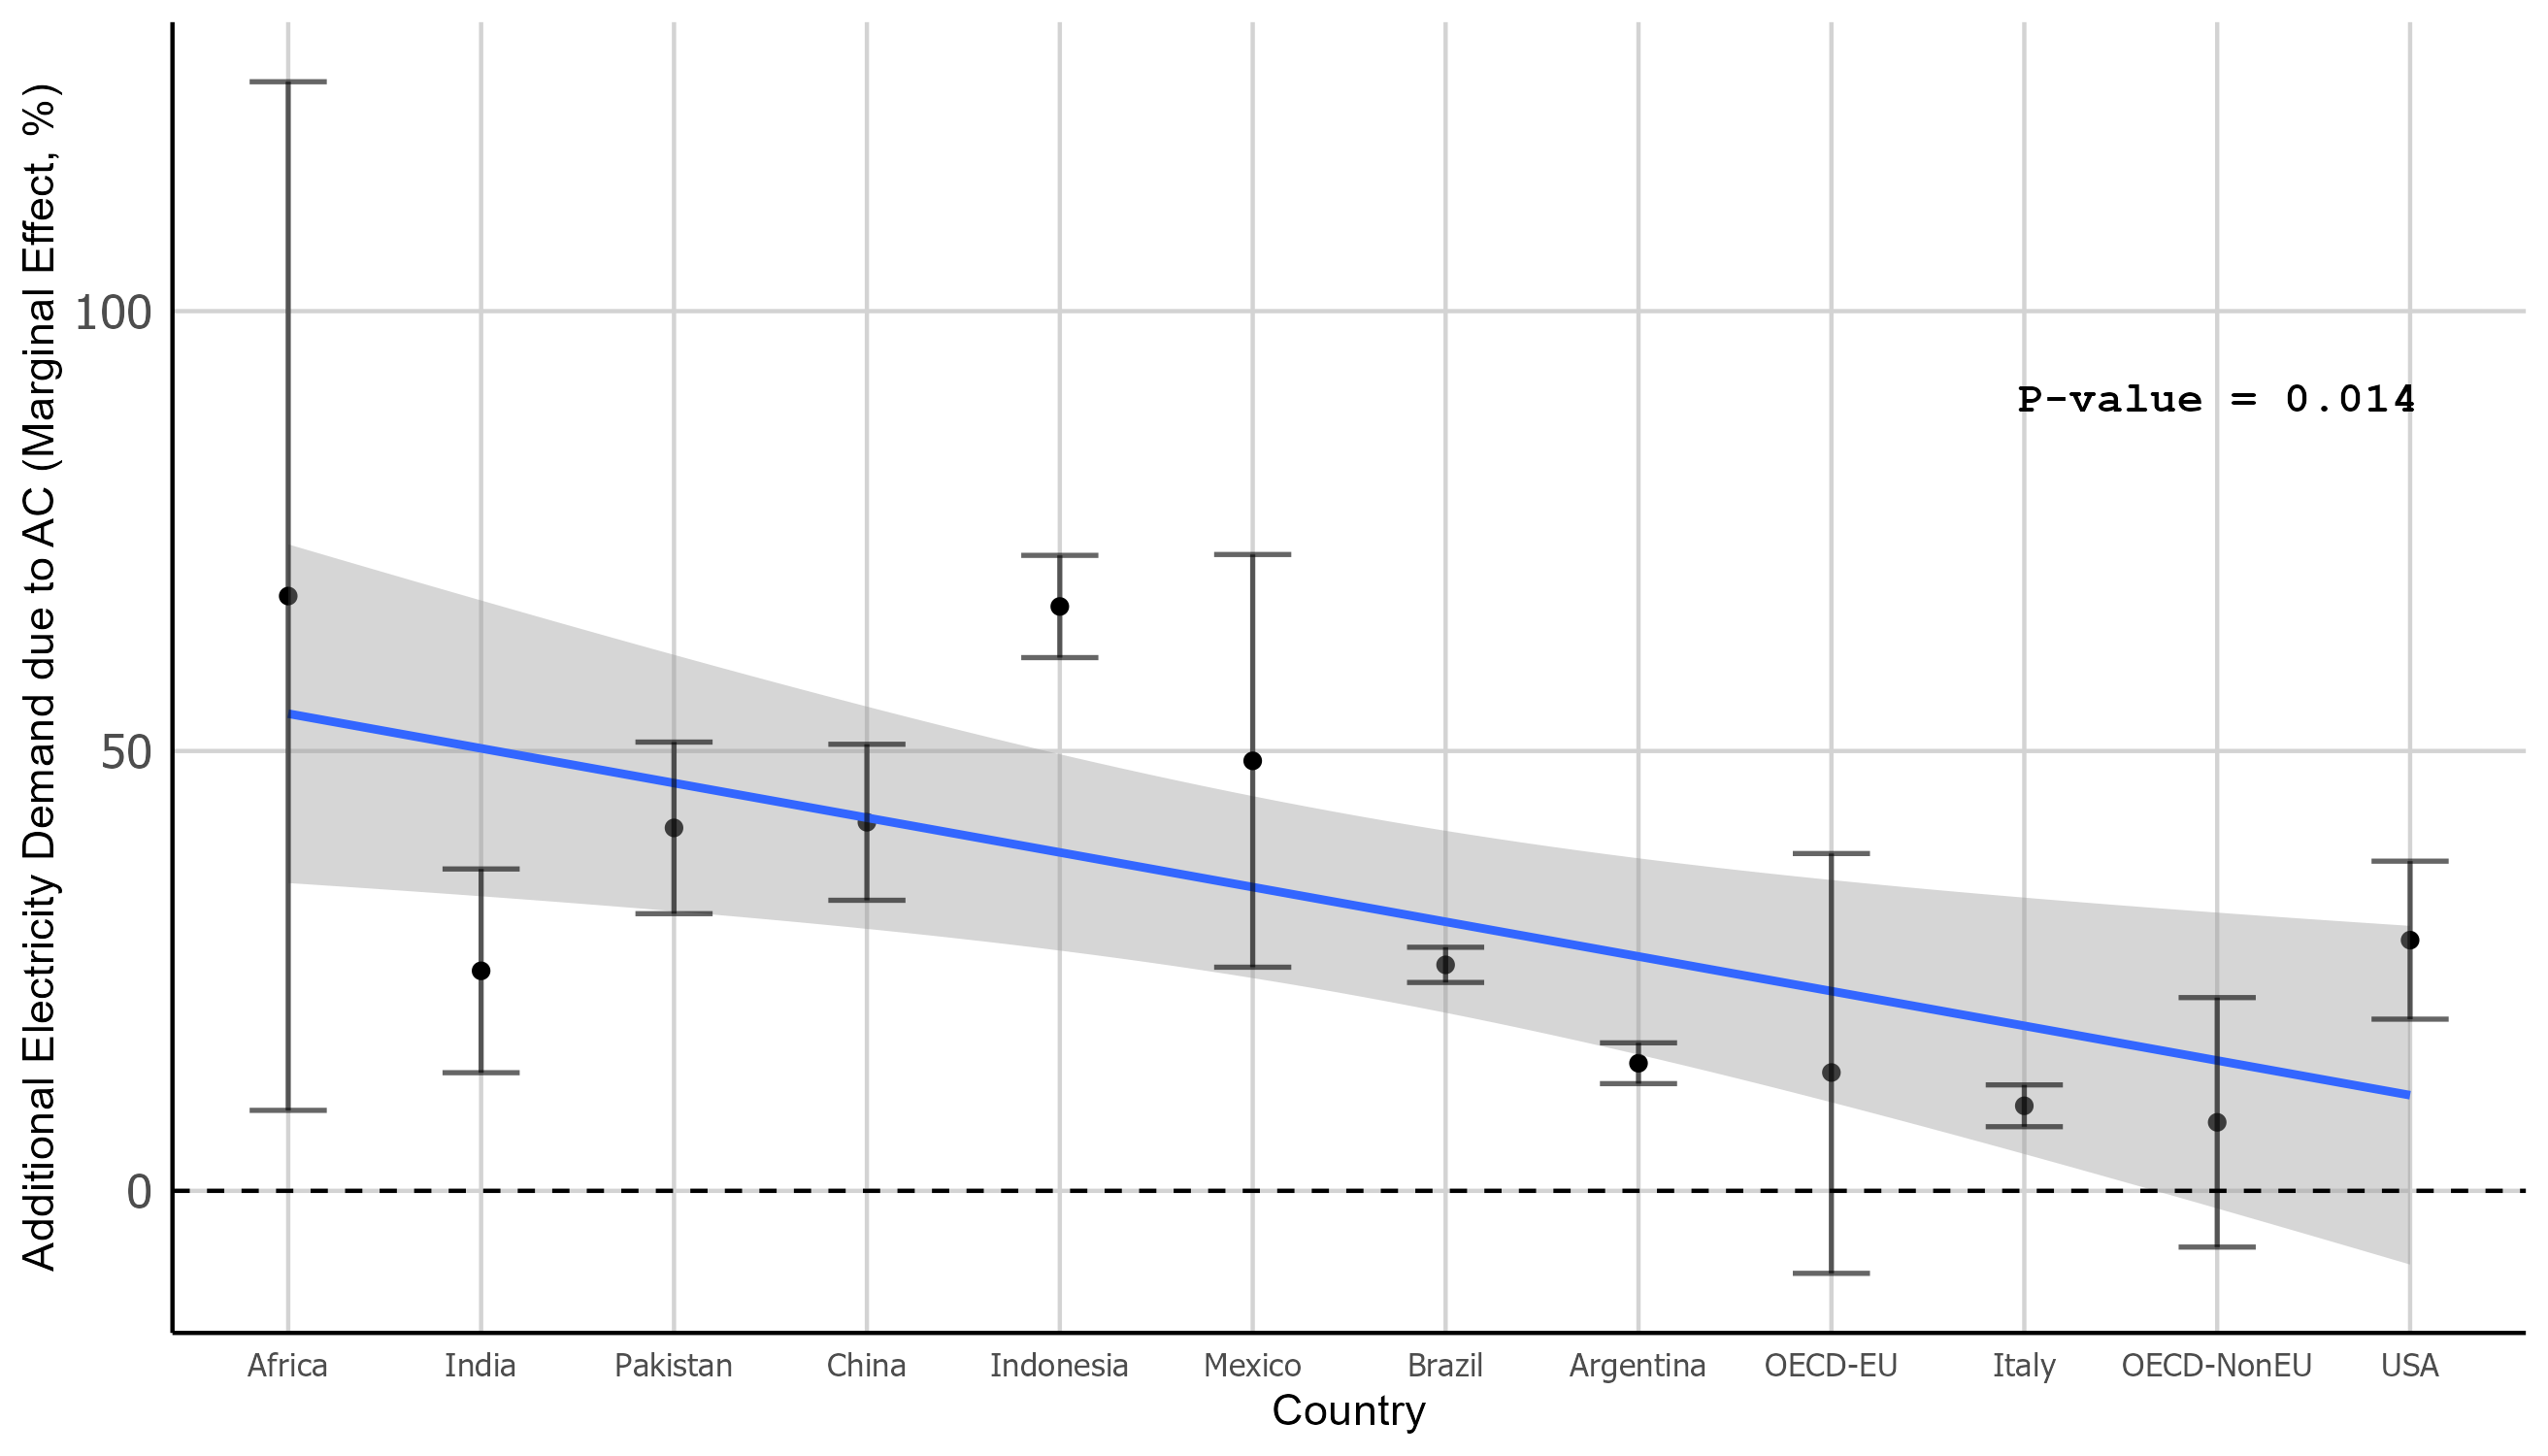 Additional Electricity Demand due to AC (Marginal Effect, %)
100
50
0
P-value = 0.014
Africa India Pakistan China Indonesia Mexico Brazil Argentina OECD-EU Italy OECD-NonEU USA
Country